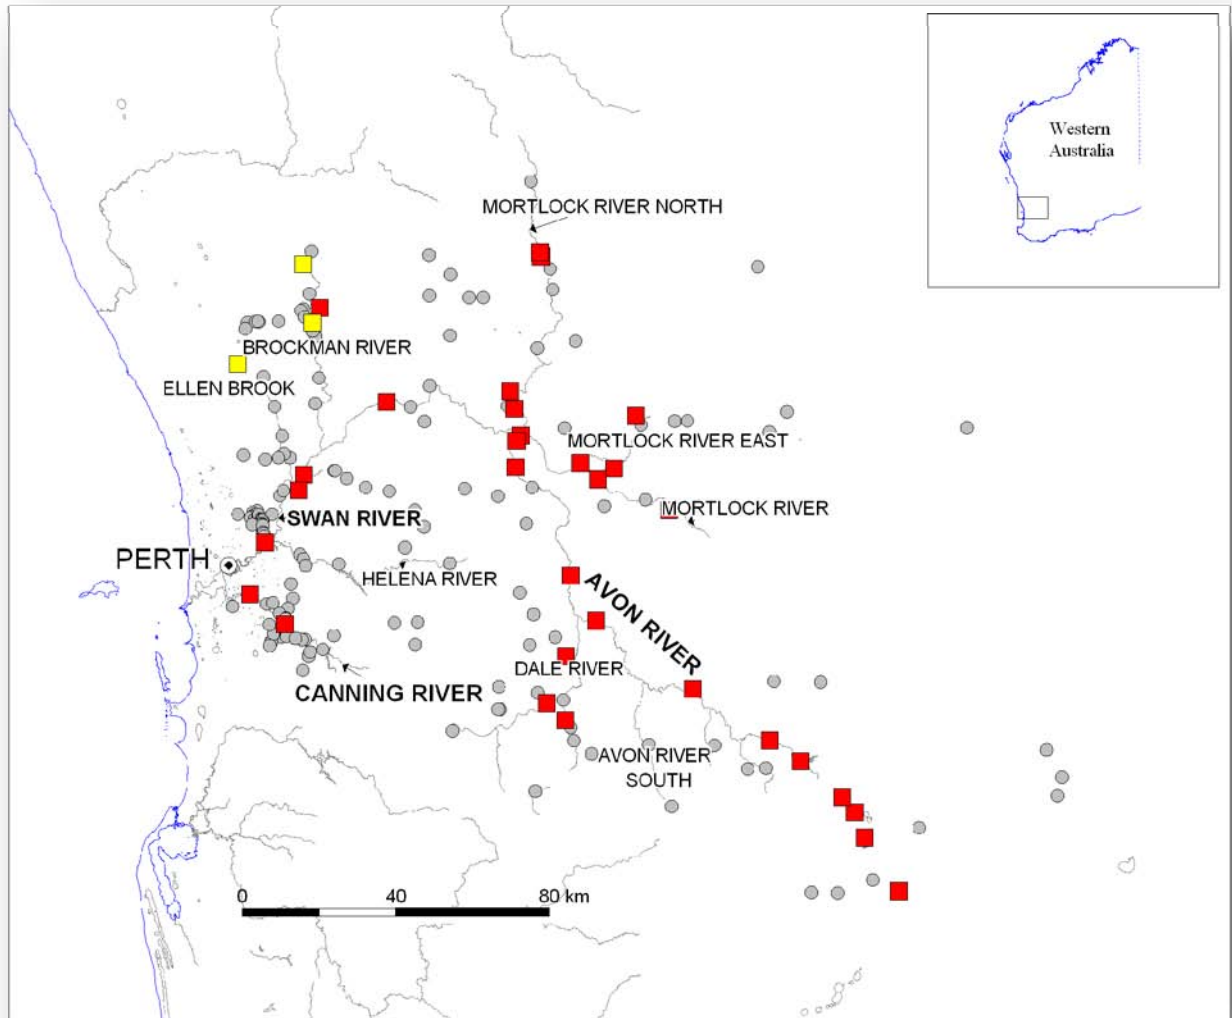 Western
Australia
MORTLOCK RIVER NORTH
BROCKMAN RIVER
ELLEN BROOK
MORTLOCK RIVER EAST
MORTLOCK RIVER
SWAN RIVER
PERTH
HELENA RIVER
AVON RIVER
DALE RIVER
CANNING RIVER
AVON RIVER
SOUTH
0 40 80 km